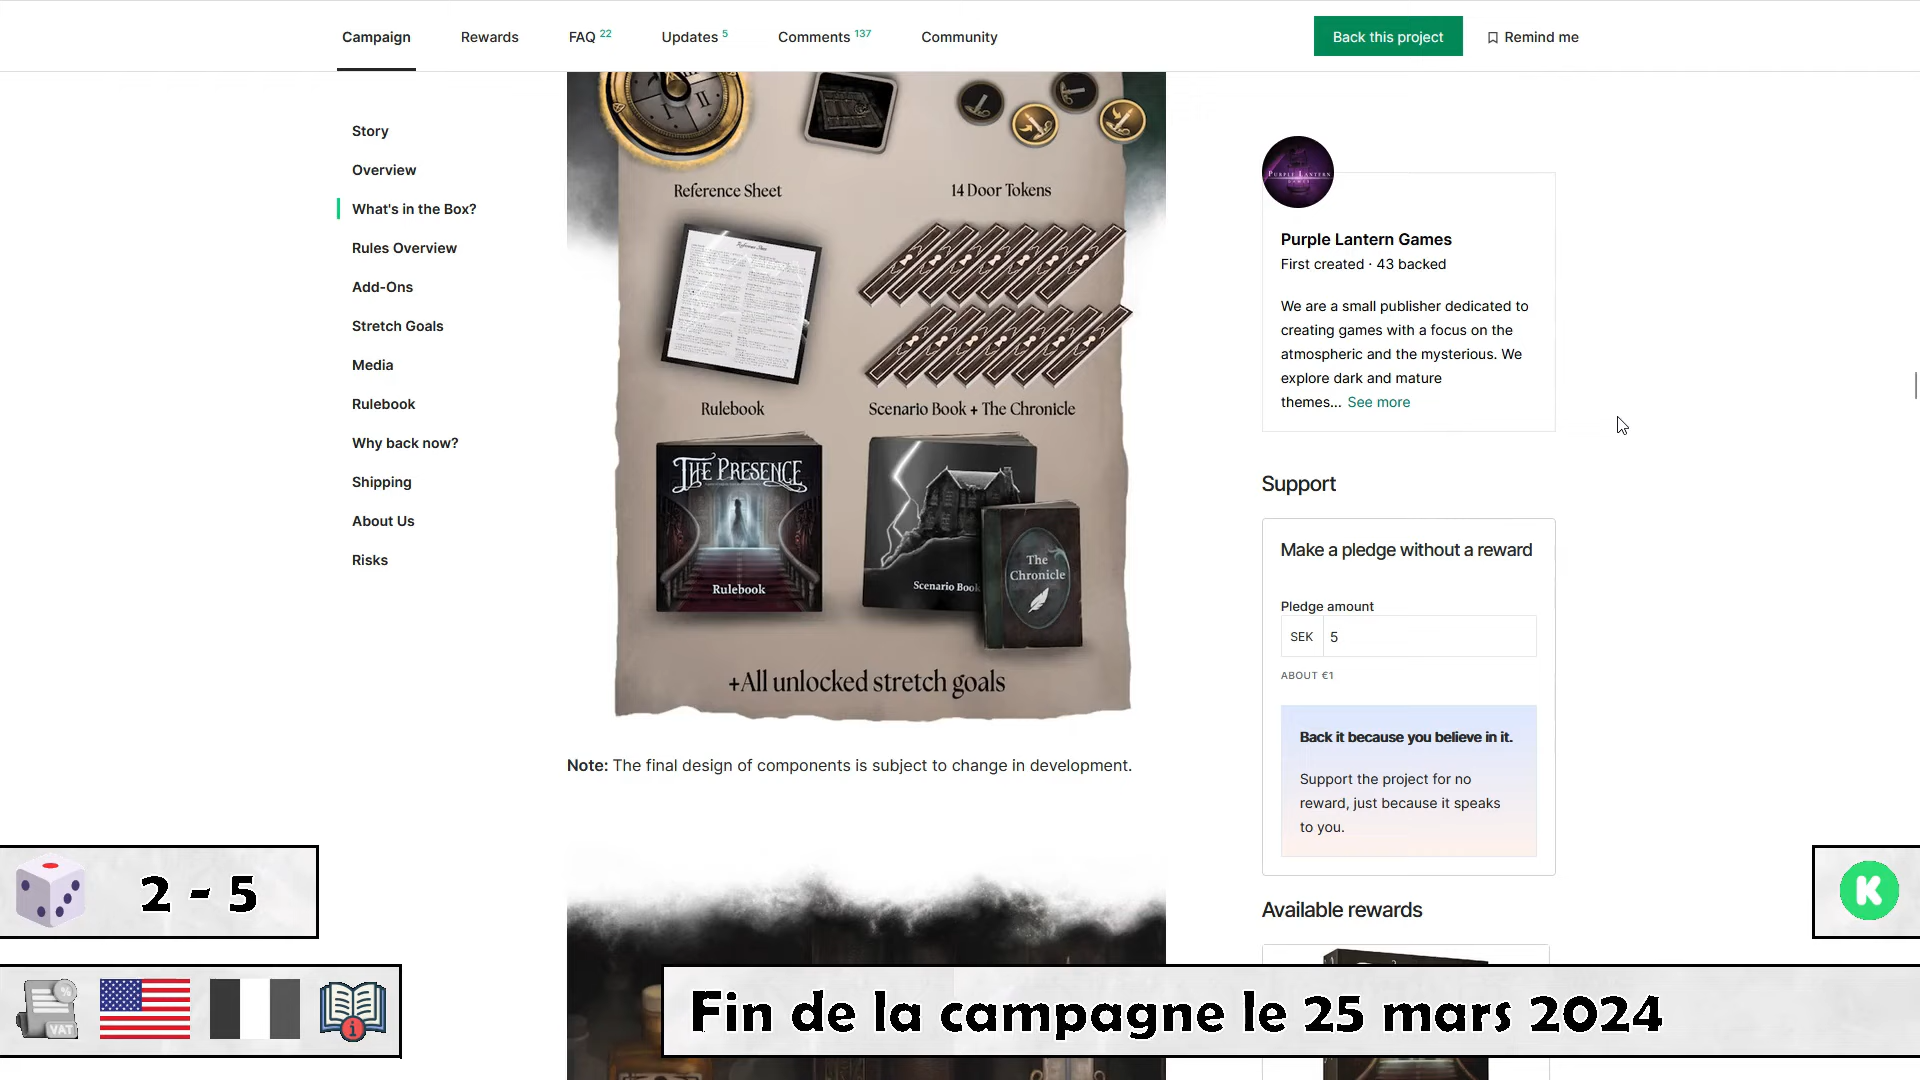 Campaign
Rewards
FAQ 22
Updates 5
Comments 137
Community
Back this project
Remind me
Story
Overview
What's in the Box?
Rules Overview
Add-Ons
Stretch Goals
Media
Rulebook
Why back now?
Shipping
About Us
Risks
I
II
Reference Sheet
14 Door Tokens
Reference Sheet
Rulebook
Scenario Book + The Chronicle
THE PRESENCE
Rulebook
Scenario Book
The
Chronicle
+All unlocked stretch goals
Note: The final design of components is subject to change in development.
PURPLE LANTERN
GAMES
Purple Lantern Games
First created · 43 backed
We are a small publisher dedicated to
creating games with a focus on the
atmospheric and the mysterious. We
explore dark and mature
themes... See more
Support
Make a pledge without a reward
Pledge amount
SEK 5
ABOUT €1
Back it because you believe in it.
Support the project for no
reward, just because it speaks
to you.
Available rewards
2 - 5
K
%
VAT
i
Fin de la campagne le 25 mars 2024